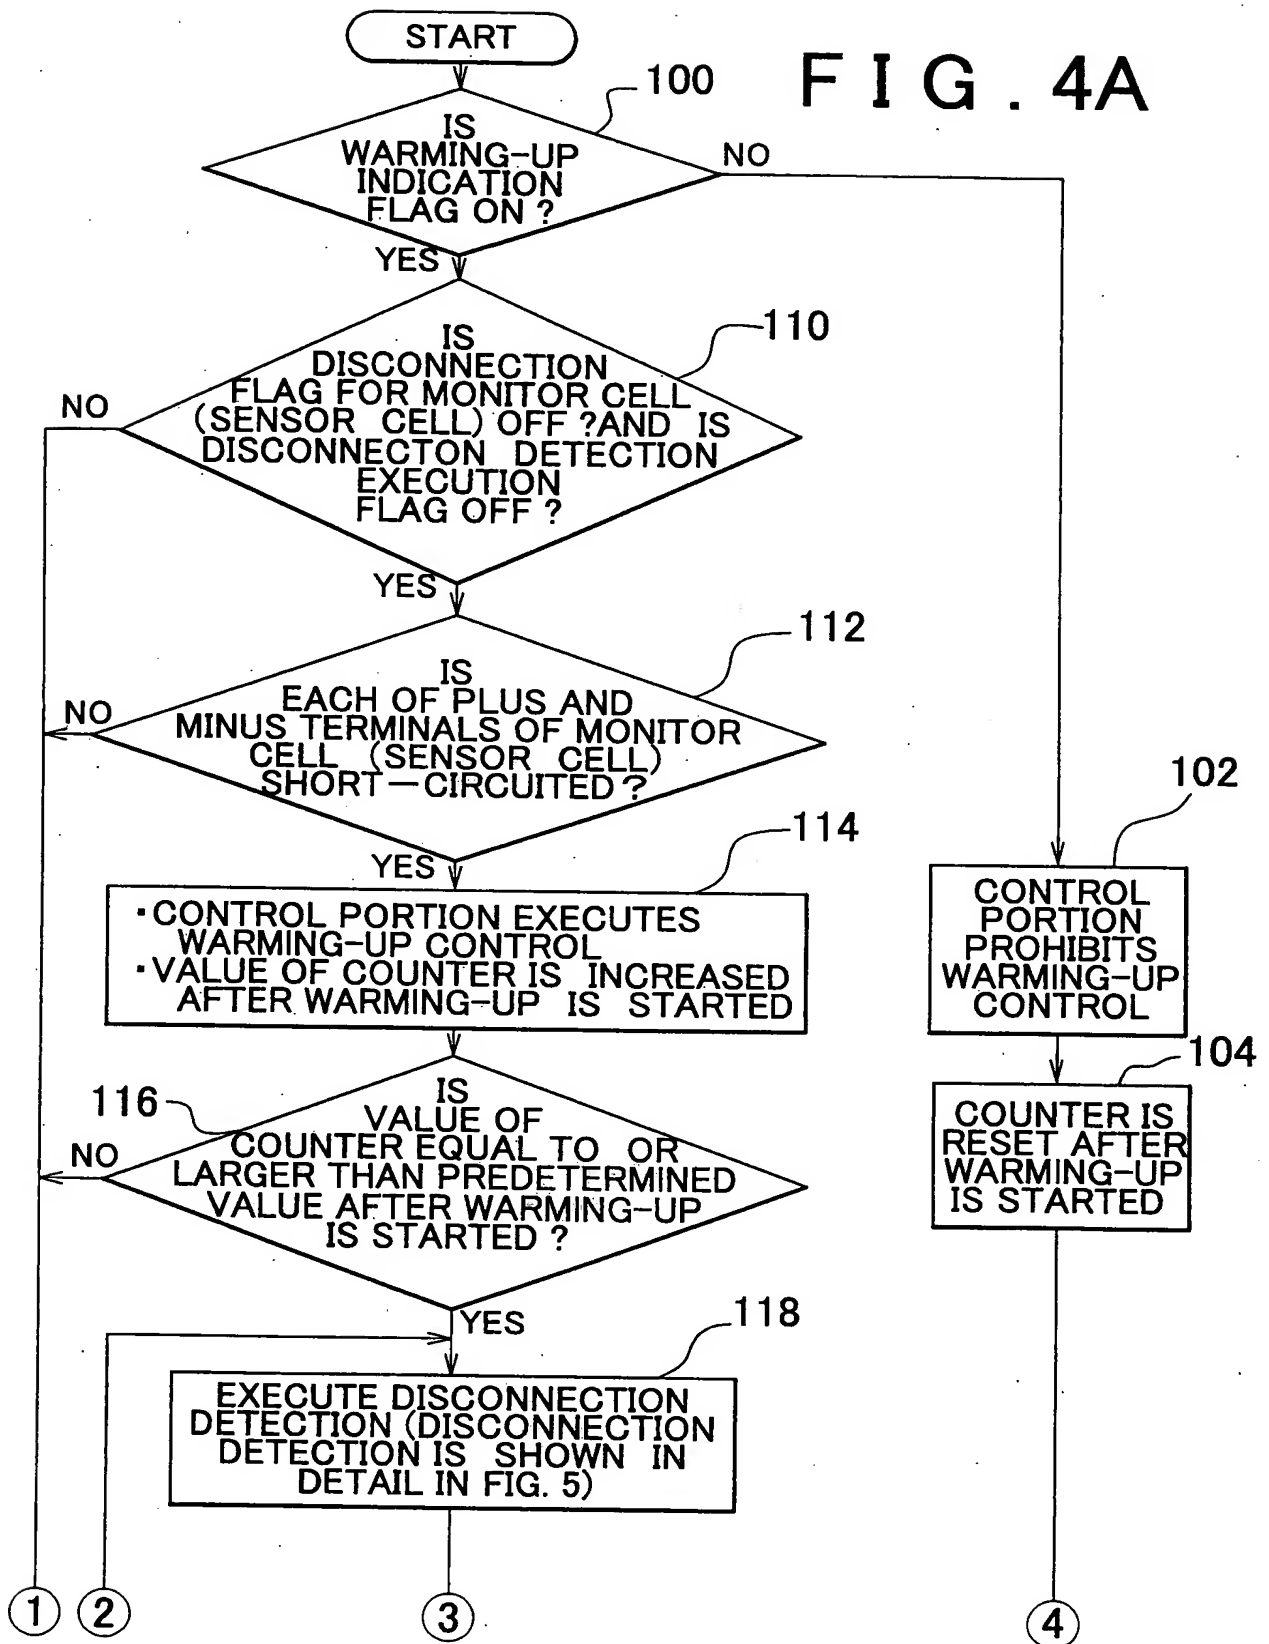 START
FIG. 4A
100
IS
WARMING-UP
INDICATION
FLAG ON ?
NO
YES
110
IS
DISCONNECTION
FLAG FOR MONITOR CELL
(SENSOR CELL) OFF ?AND IS
DISCONNECTON DETECTION
EXECUTION
FLAG OFF ?
NO
YES
112
IS
EACH OF PLUS AND
MINUS TERMINALS OF MONITOR
CELL (SENSOR CELL)
SHORT-CIRCUITED ?
NO
YES
114
・CONTROL PORTION EXECUTES
WARMING-UP CONTROL
・VALUE OF COUNTER IS INCREASED
AFTER WARMING-UP IS STARTED
102
CONTROL
PORTION
PROHIBITS
WARMING-UP
CONTROL
104
COUNTER IS
RESET AFTER
WARMING-UP
IS STARTED
116
IS
VALUE OF
COUNTER EQUAL TO OR
LARGER THAN PREDETERMINED
VALUE AFTER WARMING-UP
IS STARTED ?
NO
YES
118
EXECUTE DISCONNECTION
DETECTION (DISCONNECTION
DETECTION IS SHOWN IN
DETAIL IN FIG. 5)
1
2
3
4